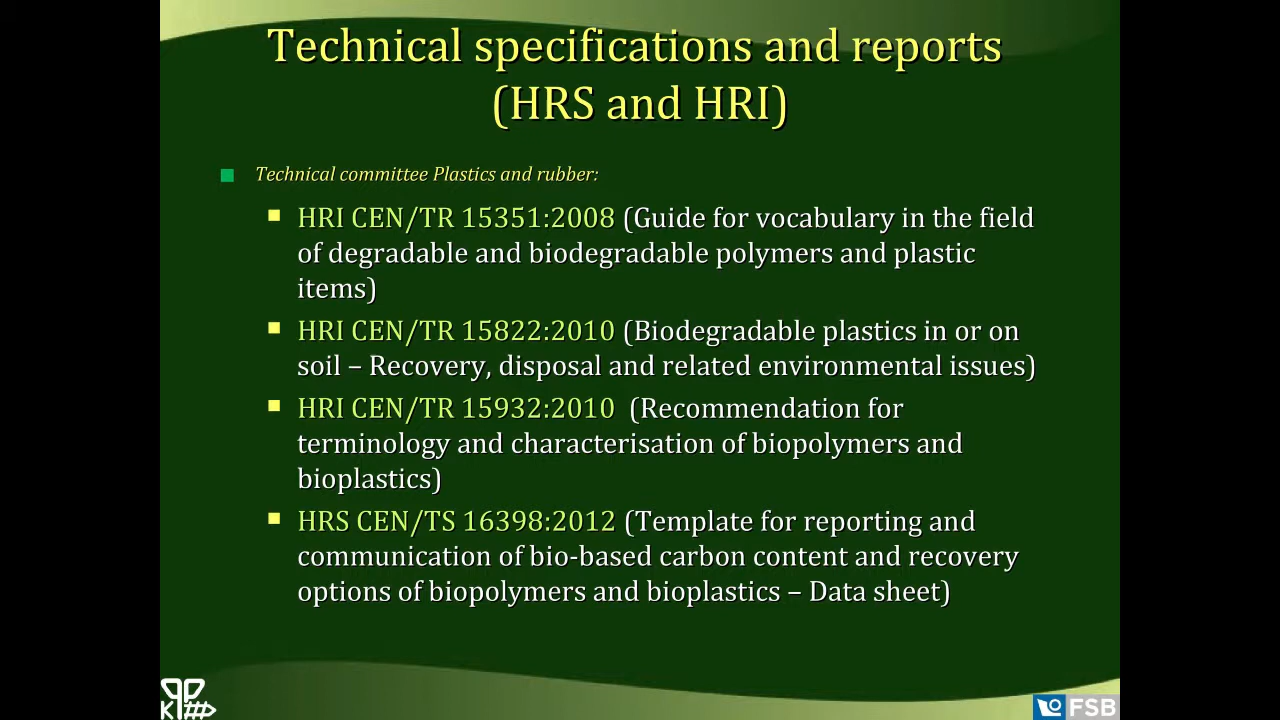 Technical specifications and reports
(HRS and HRI)
Technical committee Plastics and rubber:
HRI CEN/TR 15351:2008 (Guide for vocabulary in the field
of degradable and biodegradable polymers and plastic
items)
HRI CEN/TR 15822:2010 (Biodegradable plastics in or on
soil – Recovery, disposal and related environmental issues)
HRI CEN/TR 15932:2010 (Recommendation for
terminology and characterisation of biopolymers and
bioplastics)
HRS CEN/TS 16398:2012 (Template for reporting and
communication of bio-based carbon content and recovery
options of biopolymers and bioplastics – Data sheet)
FSB